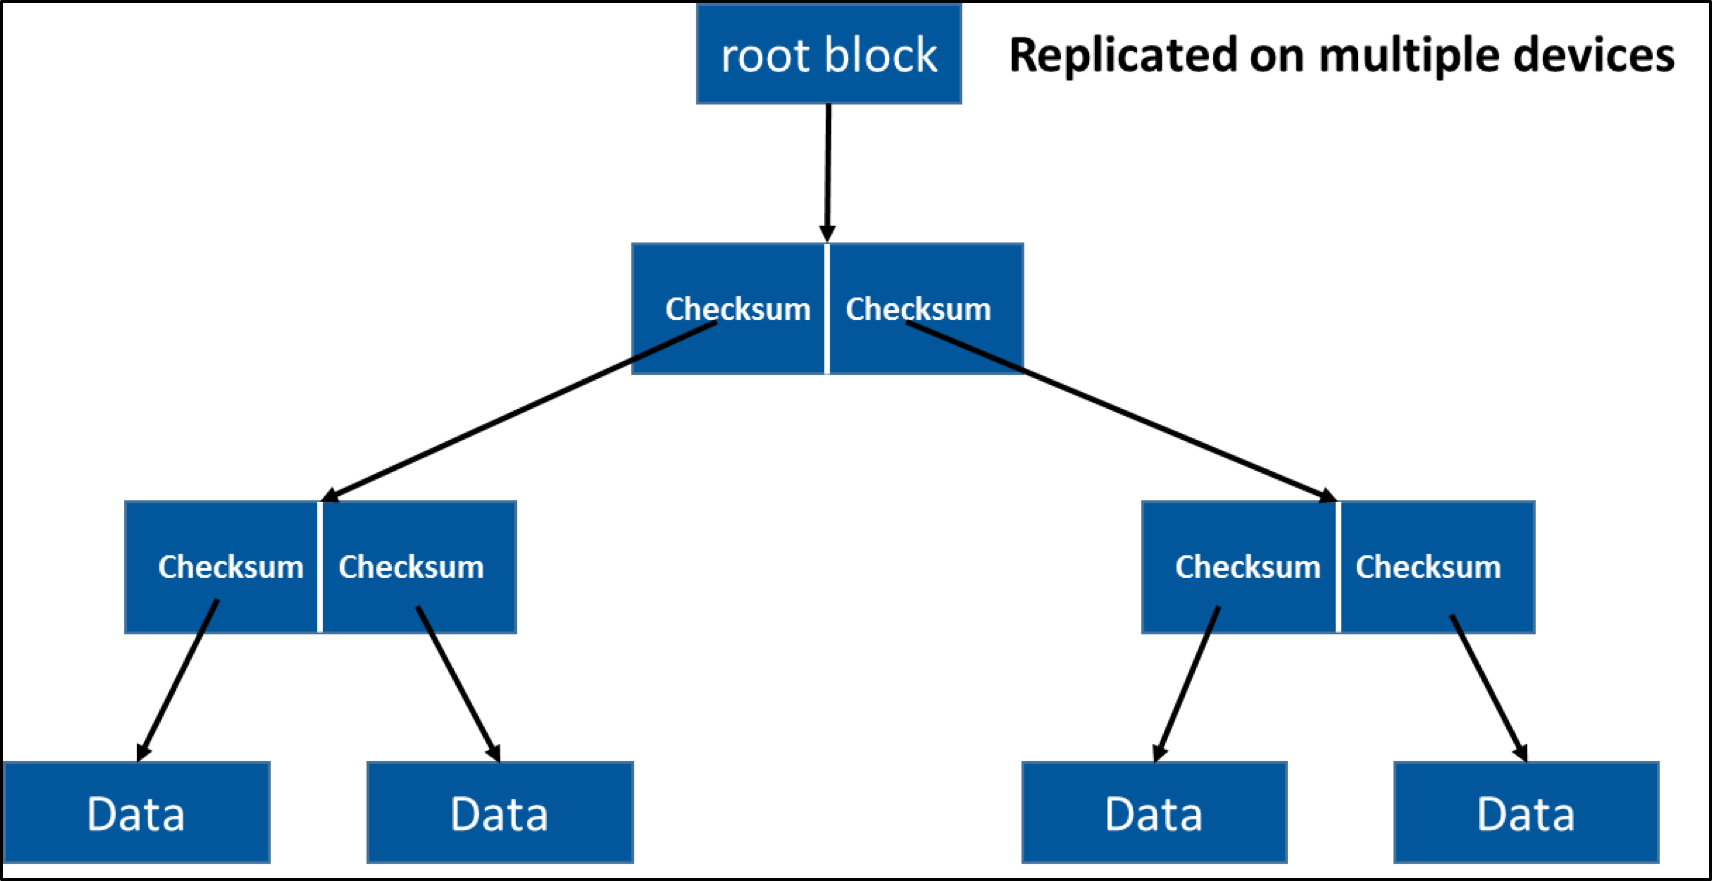 root block
Replicated on multiple devices
Checksum Checksum
Checksum Checksum
Checksum Checksum
Data
Data
Data
Data